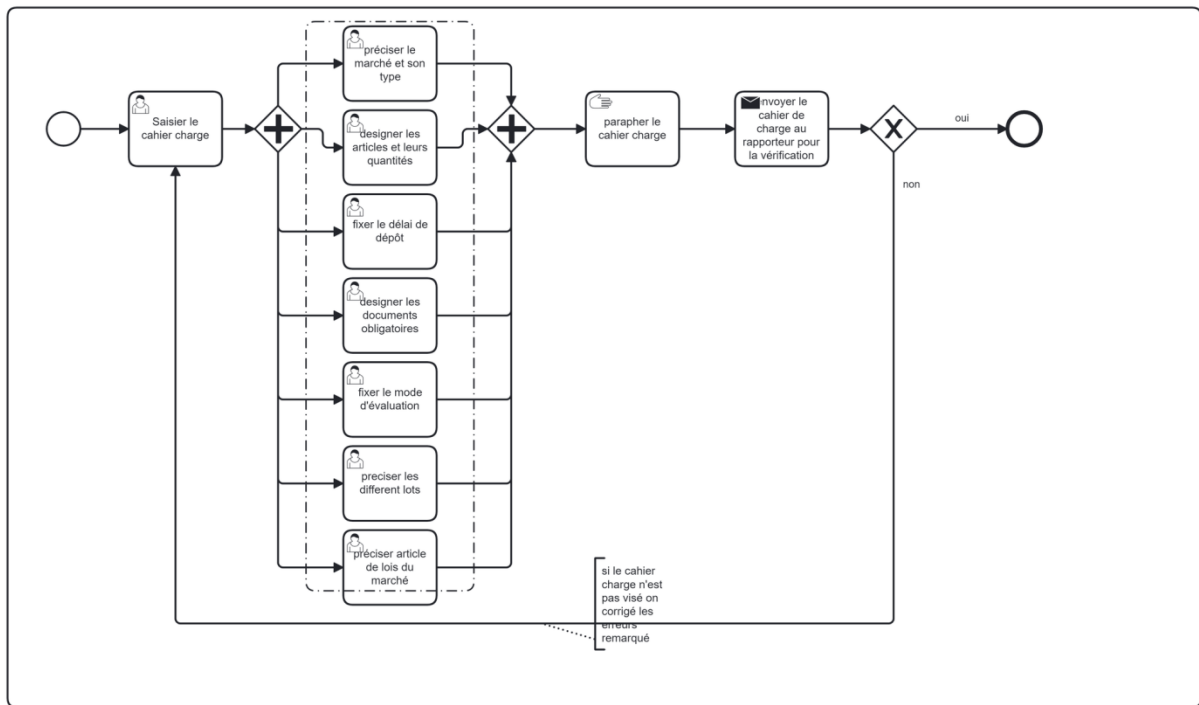 Saisier le
cahier charge
préciser le
marché et son
type
designer les
articles et leurs
quantités
fixer le délai de
dépôt
designer les
documents
obligatoires
fixer le mode
d'évaluation
preciser les
different lots
préciser article
de lois du
marché
parapher le
cahier charge
envoyer le
cahier de
charge au
rapporteur pour
la vérification
oui
non
si le cahier
charge n'est
pas visé on
corrigé les
erreurs
remarqué